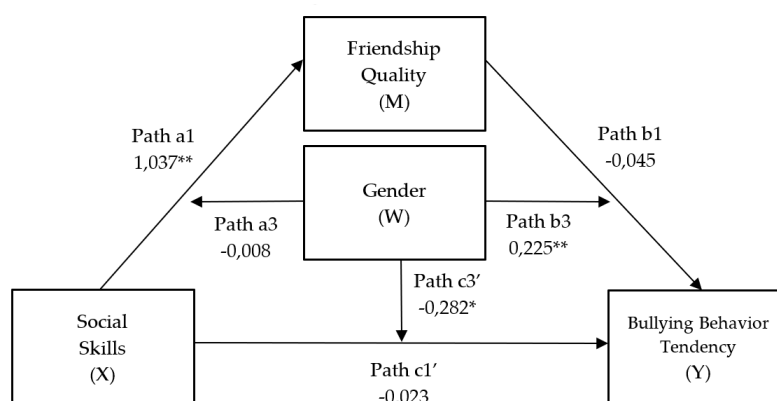 Friendship
Quality
(M)
Path a1
1,037**
Path b1
-0,045
Gender
(W)
Path a3
-0,008
Path b3
0,225**
Path c3’
-0,282*
Social
Skills
(X)
Bullying Behavior
Tendency
(Y)
Path c1’
-0,023